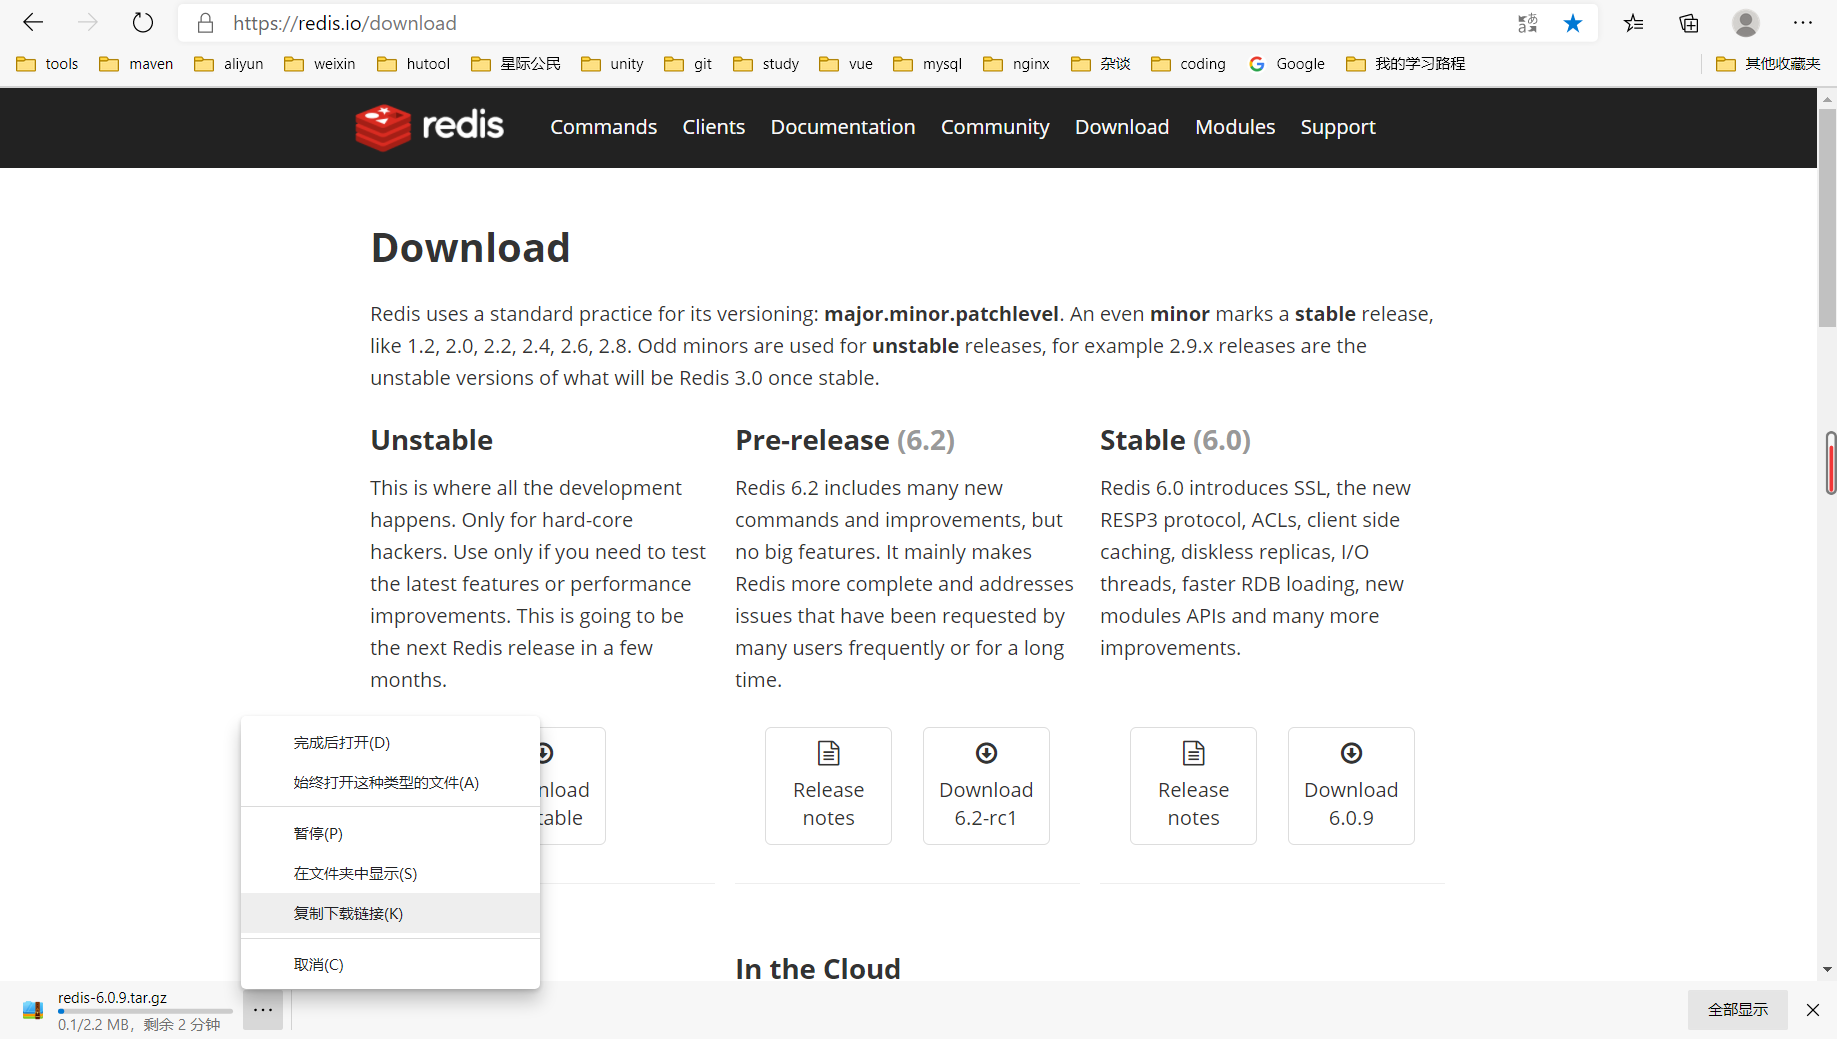 https://redis.io/download
tools maven aliyun weixin hutool 星际公民 unity git study vue mysql nginx 杂谈 coding Google 我的学习路程 其他收藏夹
redis Commands Clients Documentation Community Download Modules Support
Download
Redis uses a standard practice for its versioning: major.minor.patchlevel. An even minor marks a stable release,
like 1.2, 2.0, 2.2, 2.4, 2.6, 2.8. Odd minors are used for unstable releases, for example 2.9.x releases are the
unstable versions of what will be Redis 3.0 once stable.
Unstable
This is where all the development
happens. Only for hard-core
hackers. Use only if you need to test
the latest features or performance
improvements. This is going to be
the next Redis release in a few
months.
nload
table
Pre-release (6.2)
Redis 6.2 includes many new
commands and improvements, but
no big features. It mainly makes
Redis more complete and addresses
issues that have been requested by
many users frequently or for a long
time.
Release
notes
Download
6.2-rc1
Stable (6.0)
Redis 6.0 introduces SSL, the new
RESP3 protocol, ACLs, client side
caching, diskless replicas, I/O
threads, faster RDB loading, new
modules APIs and many more
improvements.
Release
notes
Download
6.0.9
In the Cloud
完成后打开(D)
始终打开这种类型的文件(A)
暂停(P)
在文件夹中显示(S)
复制下载链接(K)
取消(C)
redis-6.0.9.tar.gz
0.1/2.2 MB，剩余 2 分钟
全部显示